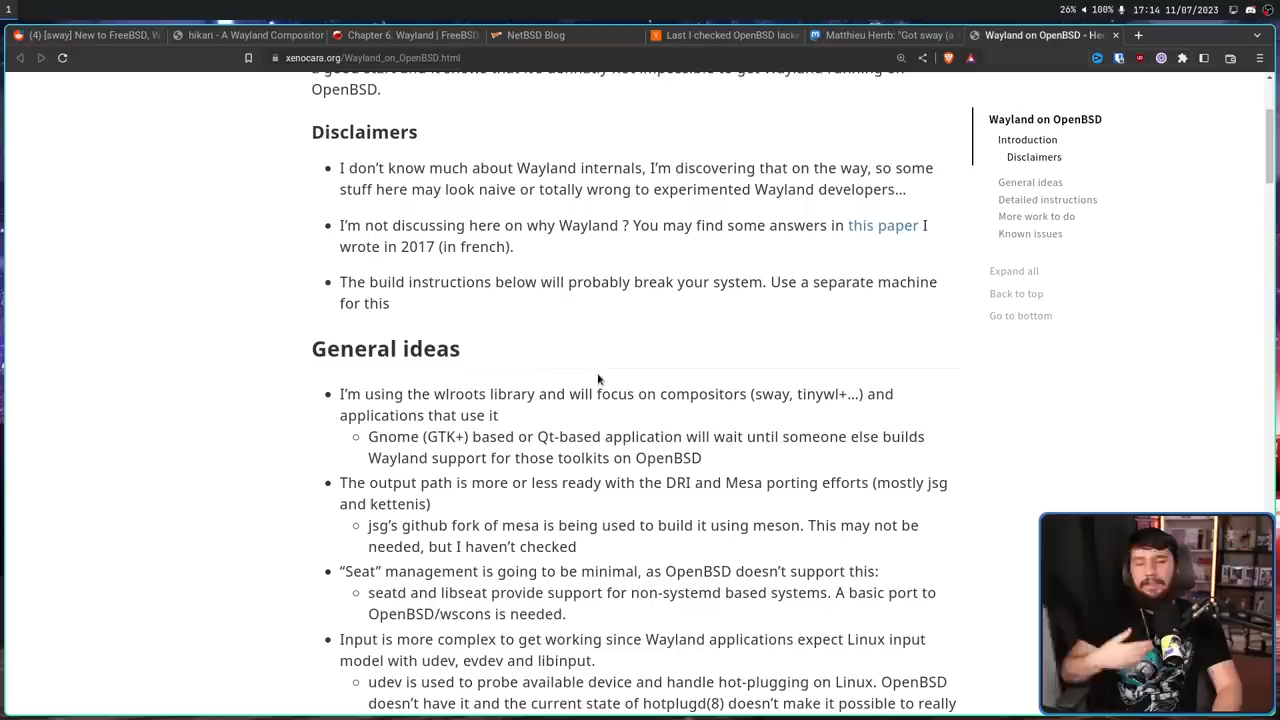 1
26% 100% 17:14 11/07/2023
(4) [sway] New to FreeBSD, W
hikari - A Wayland Compositor
Chapter 6. Wayland | FreeBSD
NetBSD Blog
Last I checked OpenBSD lacke
Matthieu Herrb: "Got sway (a
Wayland on OpenBSD - He
xenocara.org/Wayland_on_OpenBSD.html
a good start and it shows that it's definitly not impossible to get Wayland running on
OpenBSD.
Disclaimers
I don't know much about Wayland internals, I'm discovering that on the way, so some
stuff here may look naive or totally wrong to experimented Wayland developers…
I'm not discussing here on why Wayland ? You may find some answers in this paper I
wrote in 2017 (in french).
The build instructions below will probably break your system. Use a separate machine
for this
General ideas
I'm using the wlroots library and will focus on compositors (sway, tinywl+…) and
applications that use it
Gnome (GTK+) based or Qt-based application will wait until someone else builds
Wayland support for those toolkits on OpenBSD
The output path is more or less ready with the DRI and Mesa porting efforts (mostly jsg
and kettenis)
jsg's github fork of mesa is being used to build it using meson. This may not be
needed, but I haven't checked
“Seat” management is going to be minimal, as OpenBSD doesn't support this:
seatd and libseat provide support for non-systemd based systems. A basic port to
OpenBSD/wscons is needed.
Input is more complex to get working since Wayland applications expect Linux input
model with udev, evdev and libinput.
udev is used to probe available device and handle hot-plugging on Linux. OpenBSD
doesn't have it and the current state of hotplugd(8) doesn't make it possible to really
Wayland on OpenBSD
Introduction
Disclaimers
General ideas
Detailed instructions
More work to do
Known issues
Expand all
Back to top
Go to bottom